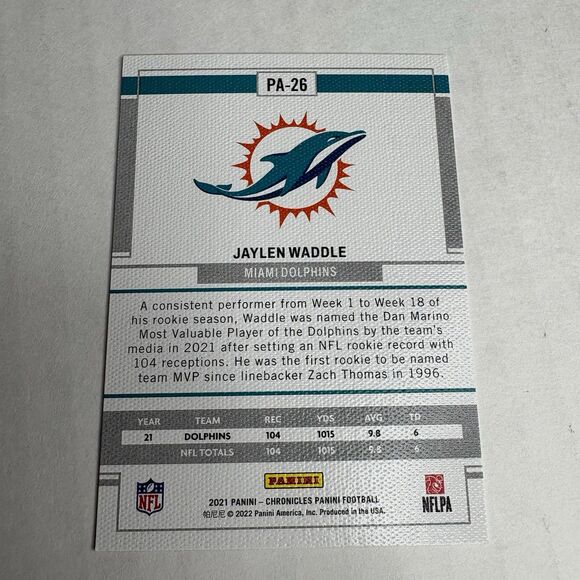 PA-26
JAYLEN WADDLE
MIAMI DOLPHINS
A consistent performer from Week 1 to Week 18 of
his rookie season, Waddle was named the Dan Marino
Most Valuable Player of the Dolphins by the team's
media in 2021 after setting an NFL rookie record with
104 receptions. He was the first rookie to be named
team MVP since linebacker Zach Thomas in 1996.
YEAR TEAM REC YDS AVG TD
21 DOLPHINS 104 1015 9.8 6
NFL TOTALS 104 1015 9.8 6
NFL
PANINI
NFLPA
2021 PANINI – CHRONICLES PANINI FOOTBALL
帕尼尼 © 2022 Panini America, Inc. Produced in the USA.